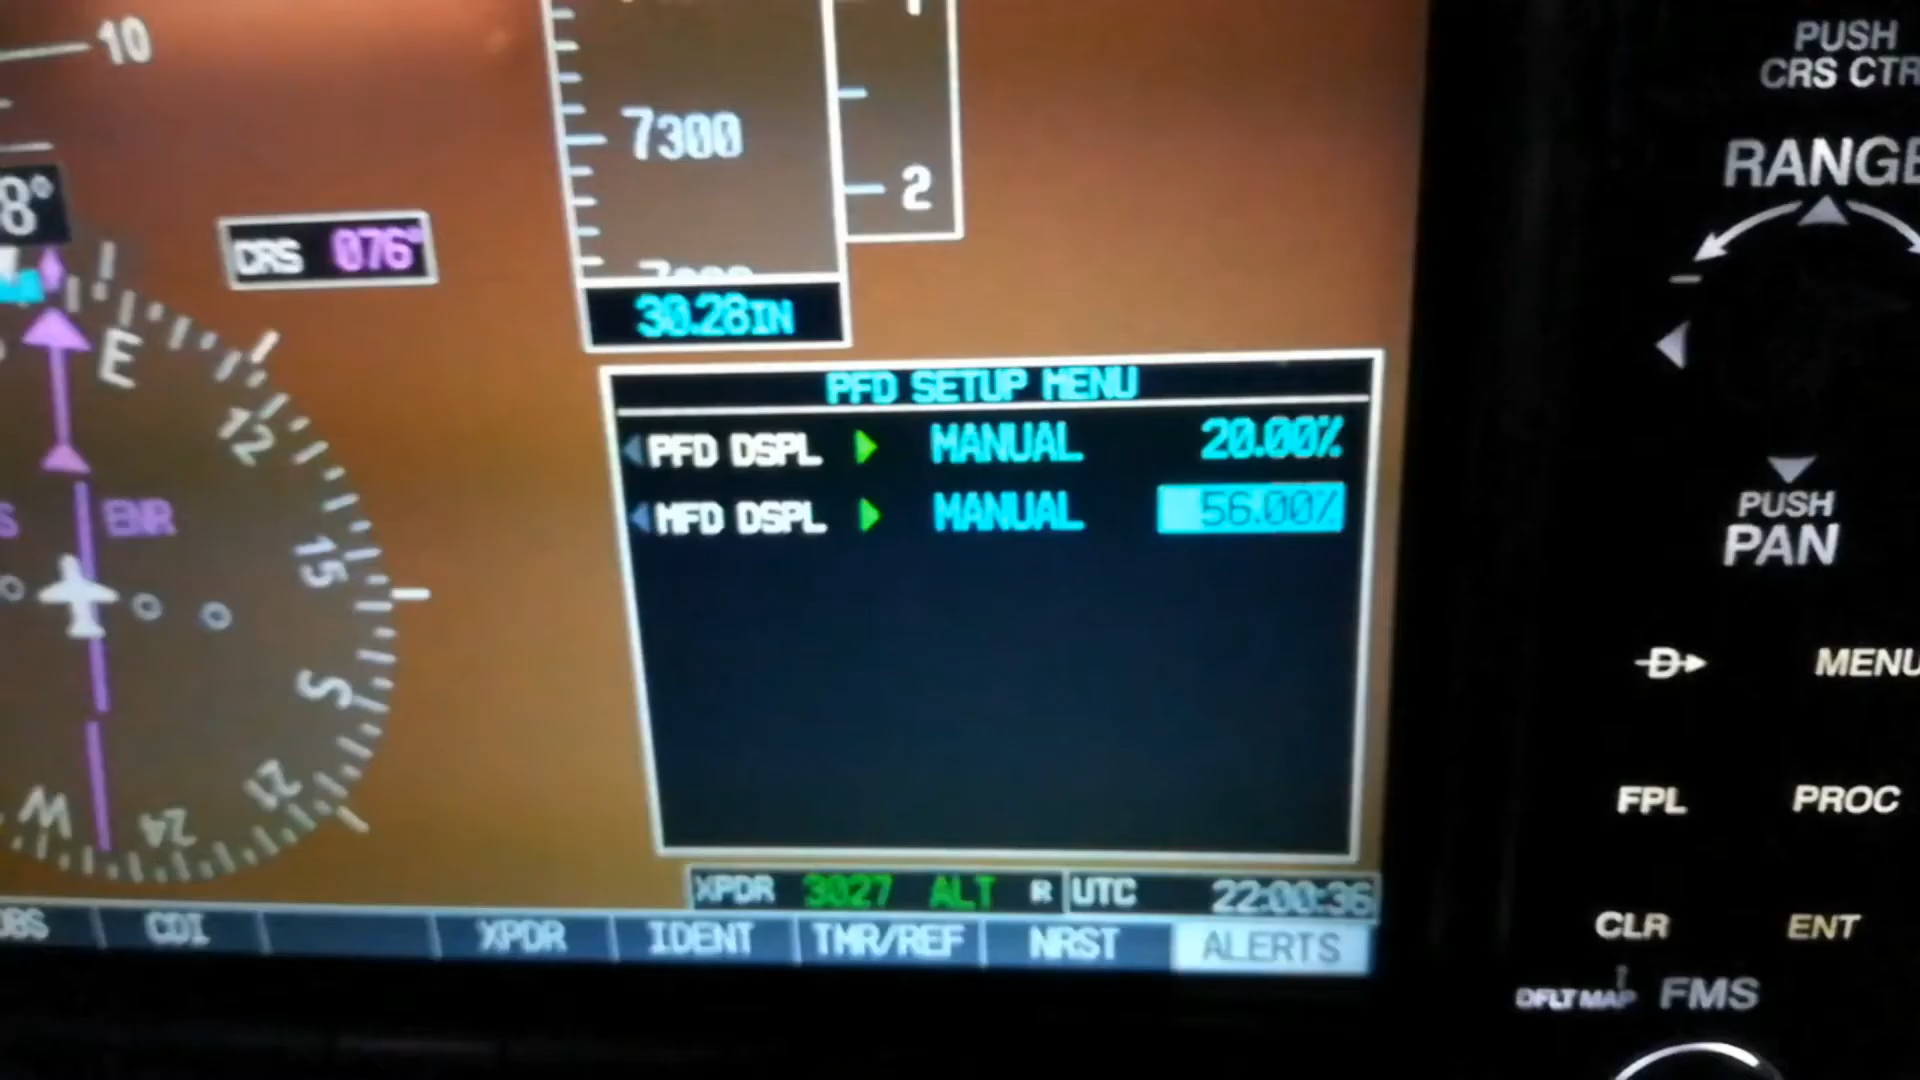 10
7300
2
8°
CRS 076°
30.28IN
E
12
15
S
21
24
W
ENR
PFD SETUP MENU
PFD DSPL MANUAL 20.00%
MFD DSPL MANUAL 56.00%
XPDR 3027 ALT R UTC 22:00:36
OBS CDI XPDR IDENT TMR/REF NRST ALERTS
PUSH
CRS CTR
RANGE
PUSH
PAN
D MENU
FPL PROC
CLR ENT
DFLT MAP FMS